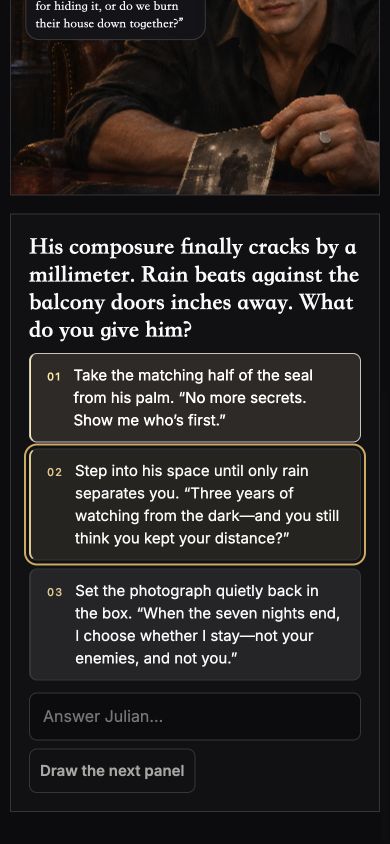 for hiding it, or do we burn
their house down together?”
His composure finally cracks by a
millimeter. Rain beats against the
balcony doors inches away. What
do you give him?
01 Take the matching half of the seal
from his palm. “No more secrets.
Show me who’s first.”
02 Step into his space until only rain
separates you. “Three years of
watching from the dark—and you still
think you kept your distance?”
03 Set the photograph quietly back in
the box. “When the seven nights end,
I choose whether I stay—not your
enemies, and not you.”
Answer Julian...
Draw the next panel